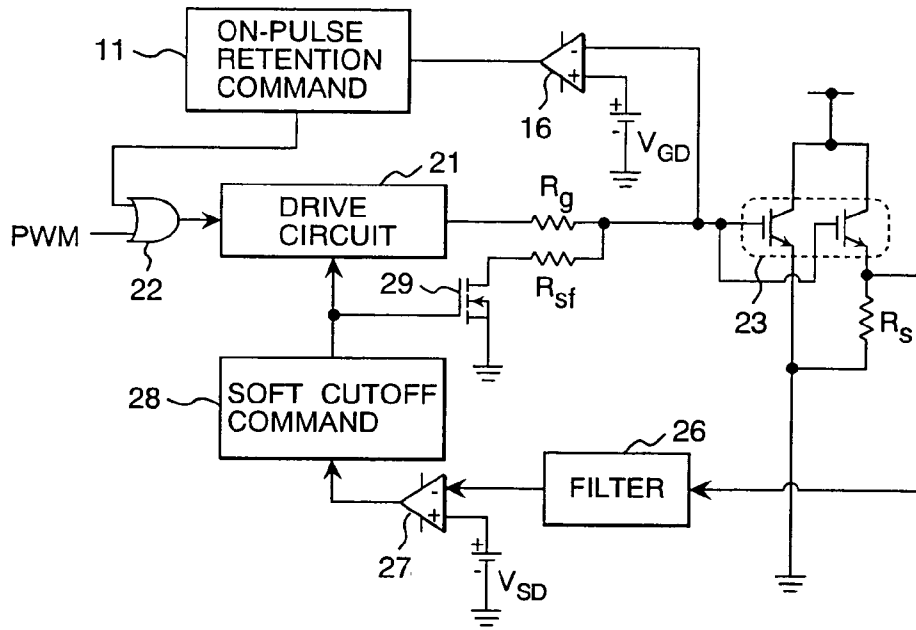 ON-PULSE
RETENTION
COMMAND
11
-
+
16
+
-
V_GD
21
DRIVE
CIRCUIT
PWM
22
R_g
R_sf
29
23
R_s
28
SOFT CUTOFF
COMMAND
26
FILTER
-
+
27
+
-
V_SD